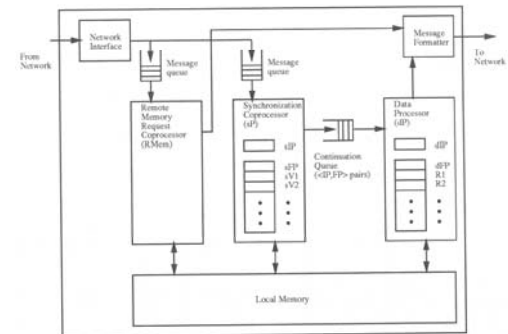 From
Network
Network
Interface
Message
queue
Message
queue
Message
Formatter
To
Network
Remote
Memory
Request
Coprocessor
(RMem)
Synchronization
Coprocessor
(sP)
sIP
sFP
sV1
sV2
Continuation
Queue
(<IP,FP> pairs)
Data
Processor
(dP)
dIP
dFP
R1
R2
Local Memory